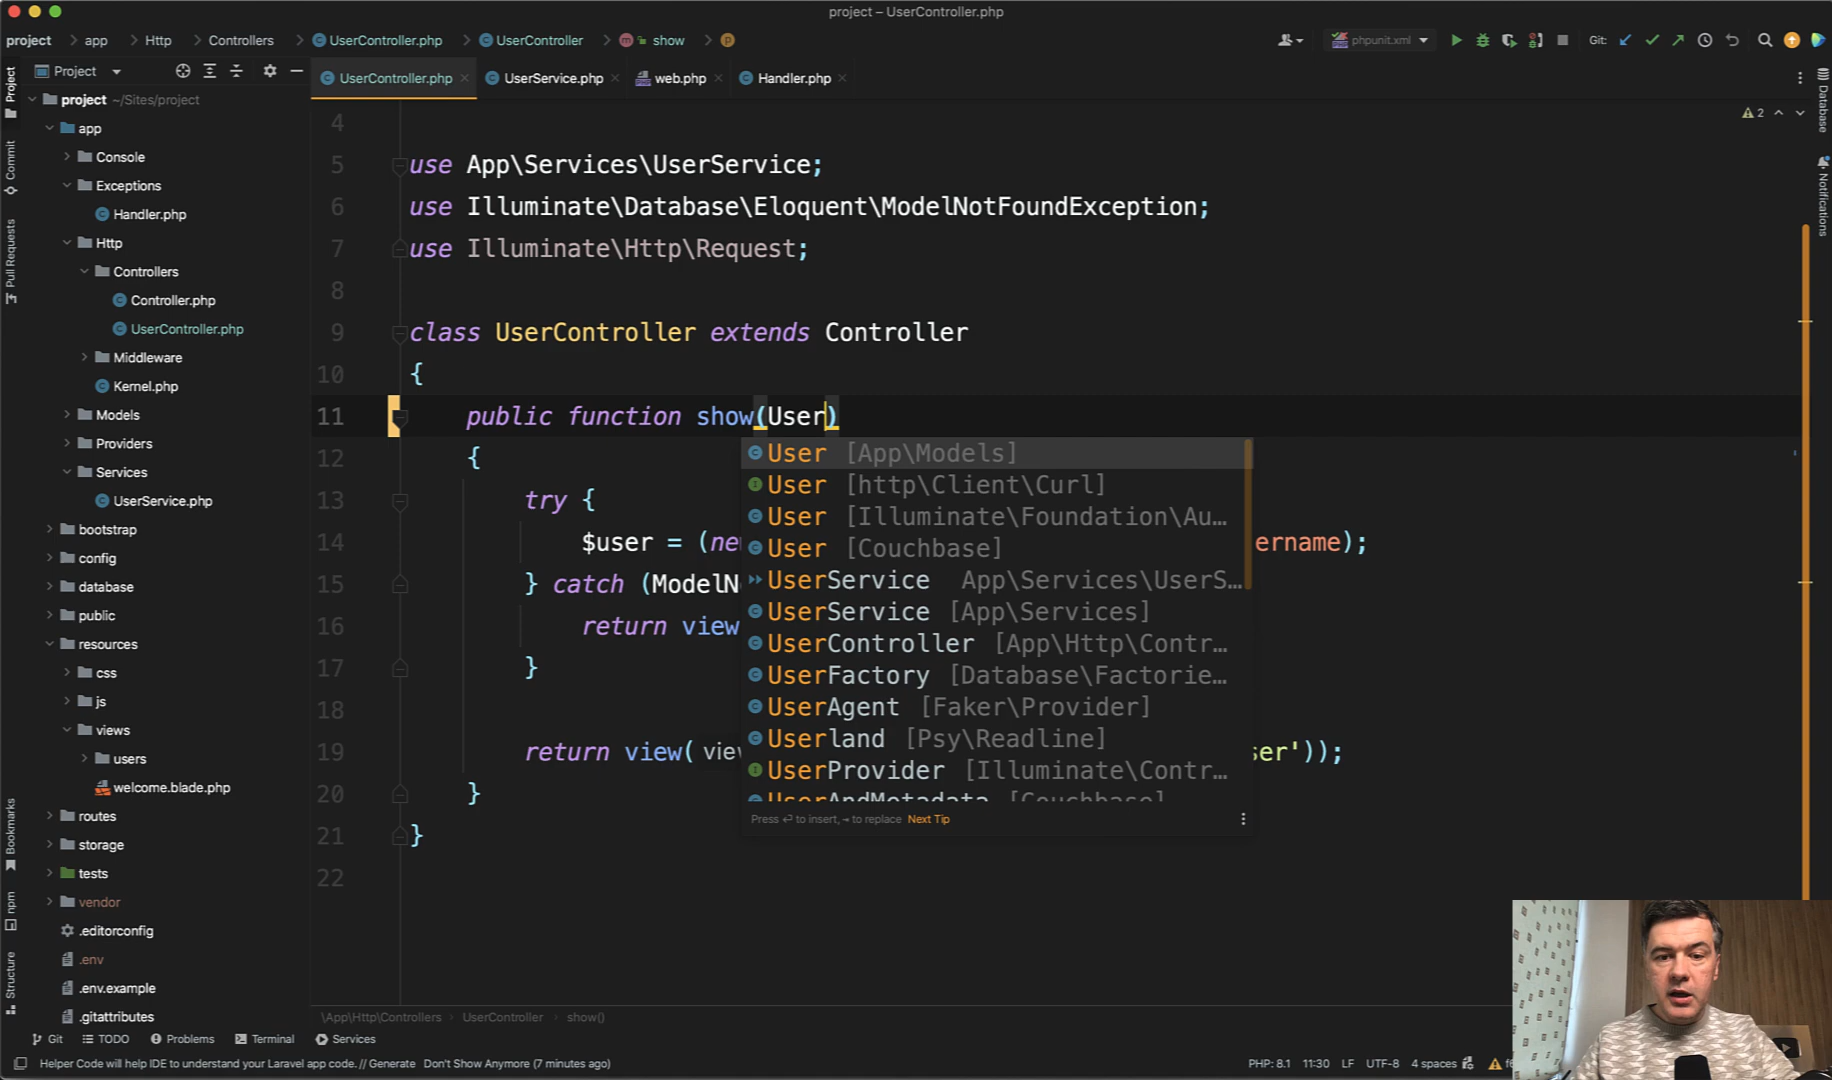 project – UserController.php
project > app > Http > Controllers > UserController.php > UserController > show
phpunit.xml
Git:
Project
UserController.php
UserService.php
web.php
Handler.php
Project
Commit
Pull Requests
Bookmarks
npm
Structure
project ~/Sites/project
app
Console
Exceptions
Handler.php
Http
Controllers
Controller.php
UserController.php
Middleware
Kernel.php
Models
Providers
Services
UserService.php
bootstrap
config
database
public
resources
css
js
views
users
welcome.blade.php
routes
storage
tests
vendor
.editorconfig
.env
.env.example
.gitattributes
2
4
5 use App\Services\UserService;
6 use Illuminate\Database\Eloquent\ModelNotFoundException;
7 use Illuminate\Http\Request;
8
9 class UserController extends Controller
10 {
11 public function show(User)
12 {
13 try {
14 $user = (ne ername);
15 } catch (ModelN
16 return view
17 }
18
19 return view( vie ser'));
20 }
21 }
22
User [App\Models]
User [http\Client\Curl]
User [Illuminate\Foundation\Au…
User [Couchbase]
UserService App\Services\UserS…
UserService [App\Services]
UserController [App\Http\Contr…
UserFactory [Database\Factorie…
UserAgent [Faker\Provider]
Userland [Psy\Readline]
UserProvider [Illuminate\Contr…
UserAndMetadata [Couchbase]
Press ⏎ to insert, ⇥ to replace Next Tip
Database
Notifications
\App\Http\Controllers > UserController > show()
Git
TODO
Problems
Terminal
Services
Helper Code will help IDE to understand your Laravel app code. // Generate Don't Show Anymore (7 minutes ago)
PHP: 8.1 11:30 LF UTF-8 4 spaces